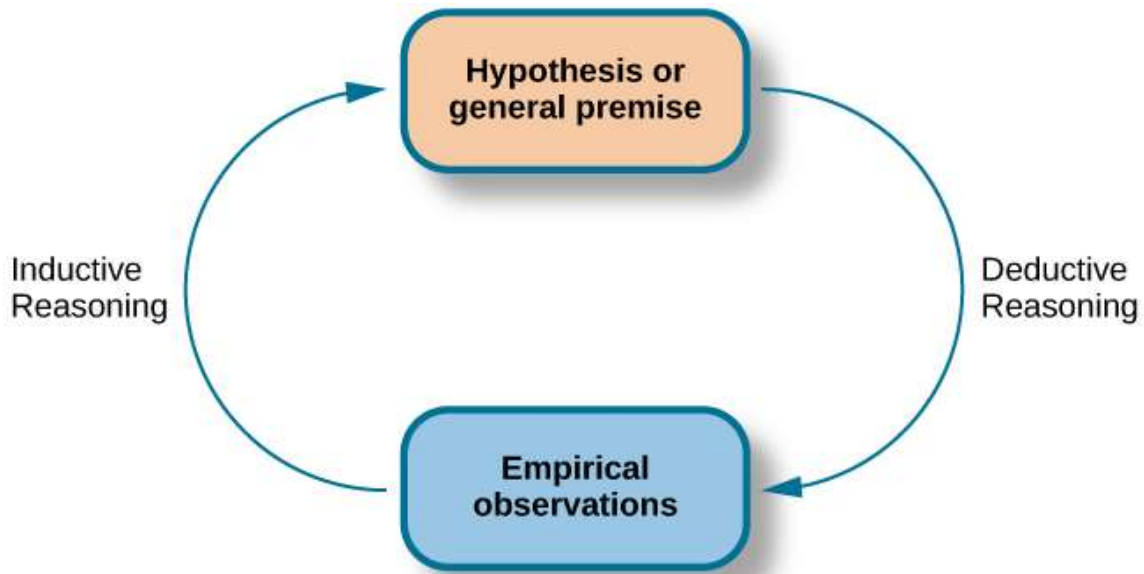 Hypothesis or
general premise
Inductive
Reasoning
Deductive
Reasoning
Empirical
observations